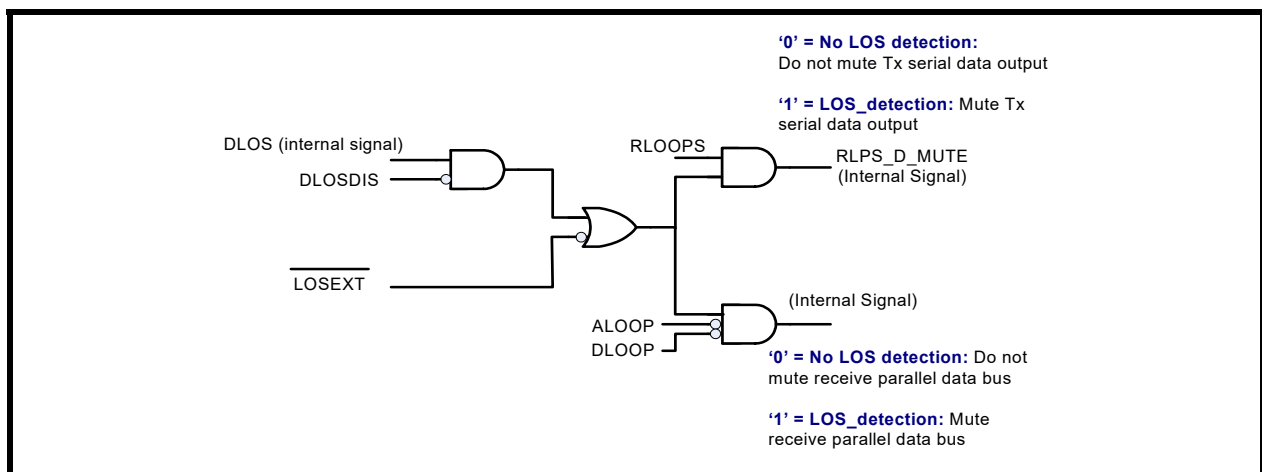 ‘0’ = No LOS detection:
Do not mute Tx serial data output
‘1’ = LOS_detection: Mute Tx
serial data output
DLOS (internal signal)
DLOSDIS
RLOOPS
RLPS_D_MUTE
(Internal Signal)
LOSEXT
(Internal Signal)
ALOOP
DLOOP
‘0’ = No LOS detection: Do not
mute receive parallel data bus
‘1’ = LOS_detection: Mute
receive parallel data bus